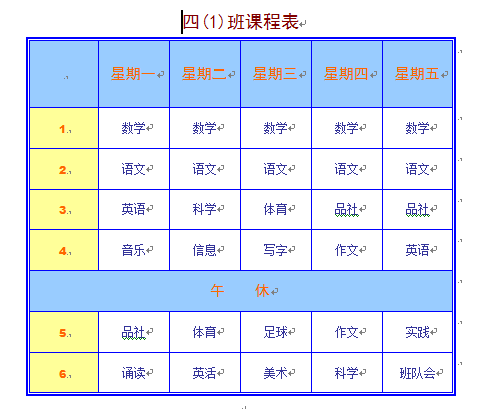 四(1)班课程表
星期一 星期二 星期三 星期四 星期五
1. 数学 数学 数学 数学 数学
2. 语文 语文 语文 语文 语文
3. 英语 科学 体育 品社 品社
4. 音乐 信息 写字 作文 英语
午 休
5. 品社 体育 足球 作文 实践
6. 诵读 英活 美术 科学 班队会